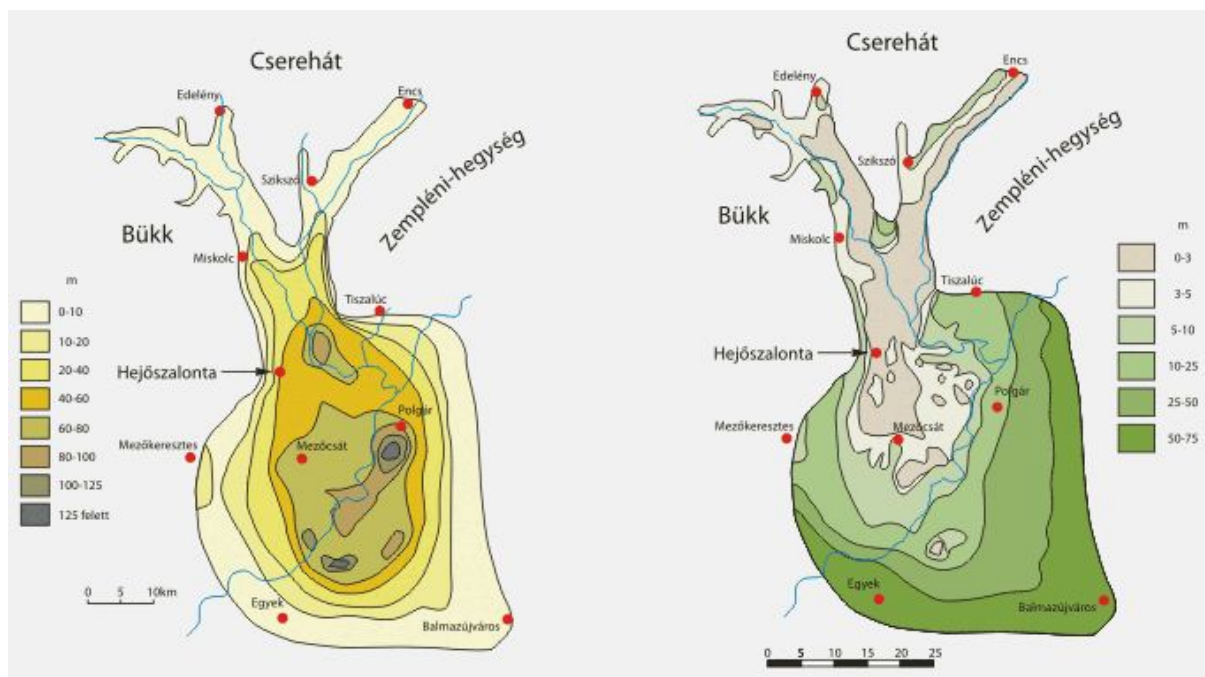 Cserehát
Edelény
Encs
Szikszó
Zempléni-hegység
Bükk
Miskolc
m
0-10
10-20
20-40
40-60
60-80
80-100
100-125
125 felett
Tiszalúc
Hejőszalonta
Polgár
Mezőkeresztes
Mezőcsát
0 5 10km
Egyek
Balmazújváros
Cserehát
Edelény
Encs
Szikszó
Zempléni-hegység
Bükk
Miskolc
m
0-3
3-5
5-10
10-25
25-50
50-75
Tiszalúc
Hejőszalonta
Polgár
Mezőkeresztes
Mezőcsát
Egyek
Balmazújváros
0 5 10 15 20 25